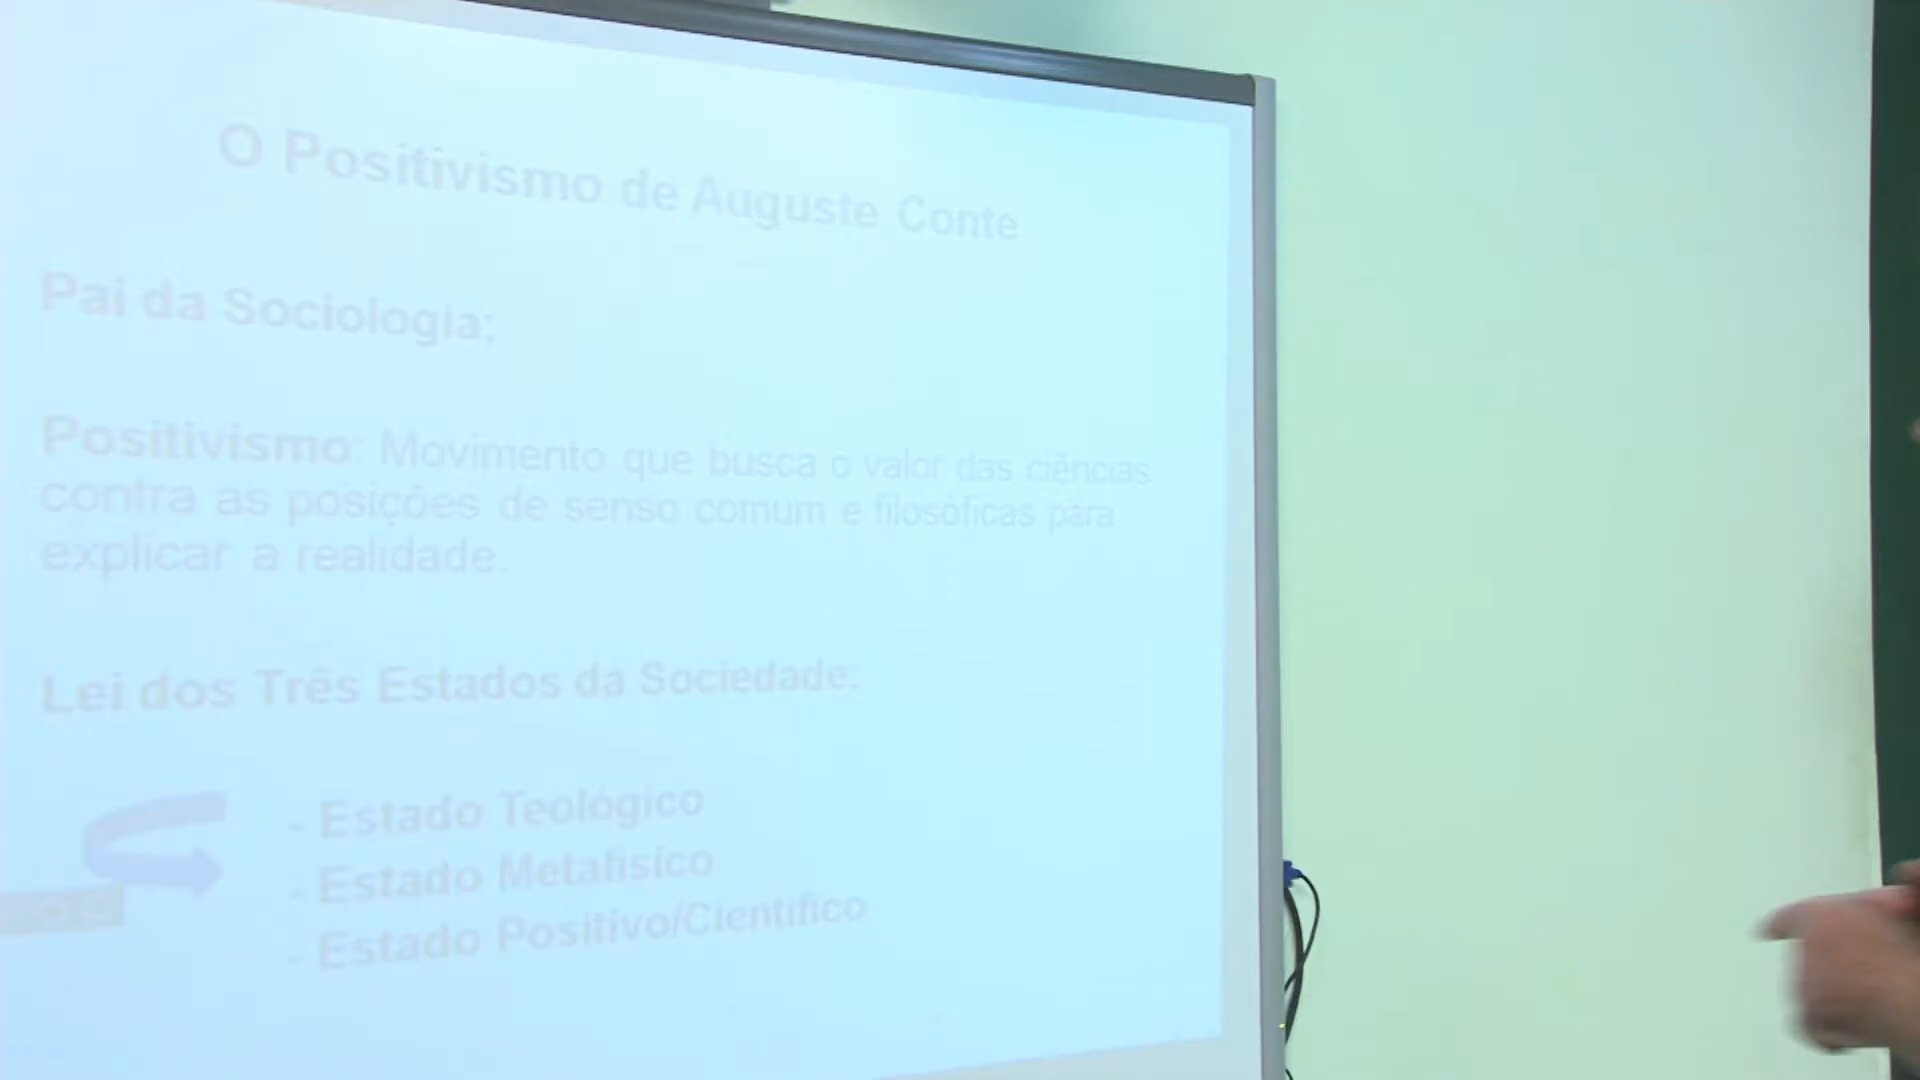 O Positivismo de Auguste Conte
Pai da Sociologia;
Positivismo: Movimento que busca o valor das ciências
contra as posições de senso comum e filosóficas para
explicar a realidade.
Lei dos Três Estados da Sociedade:
- Estado Teológico
- Estado Metafísico
- Estado Positivo/Científico